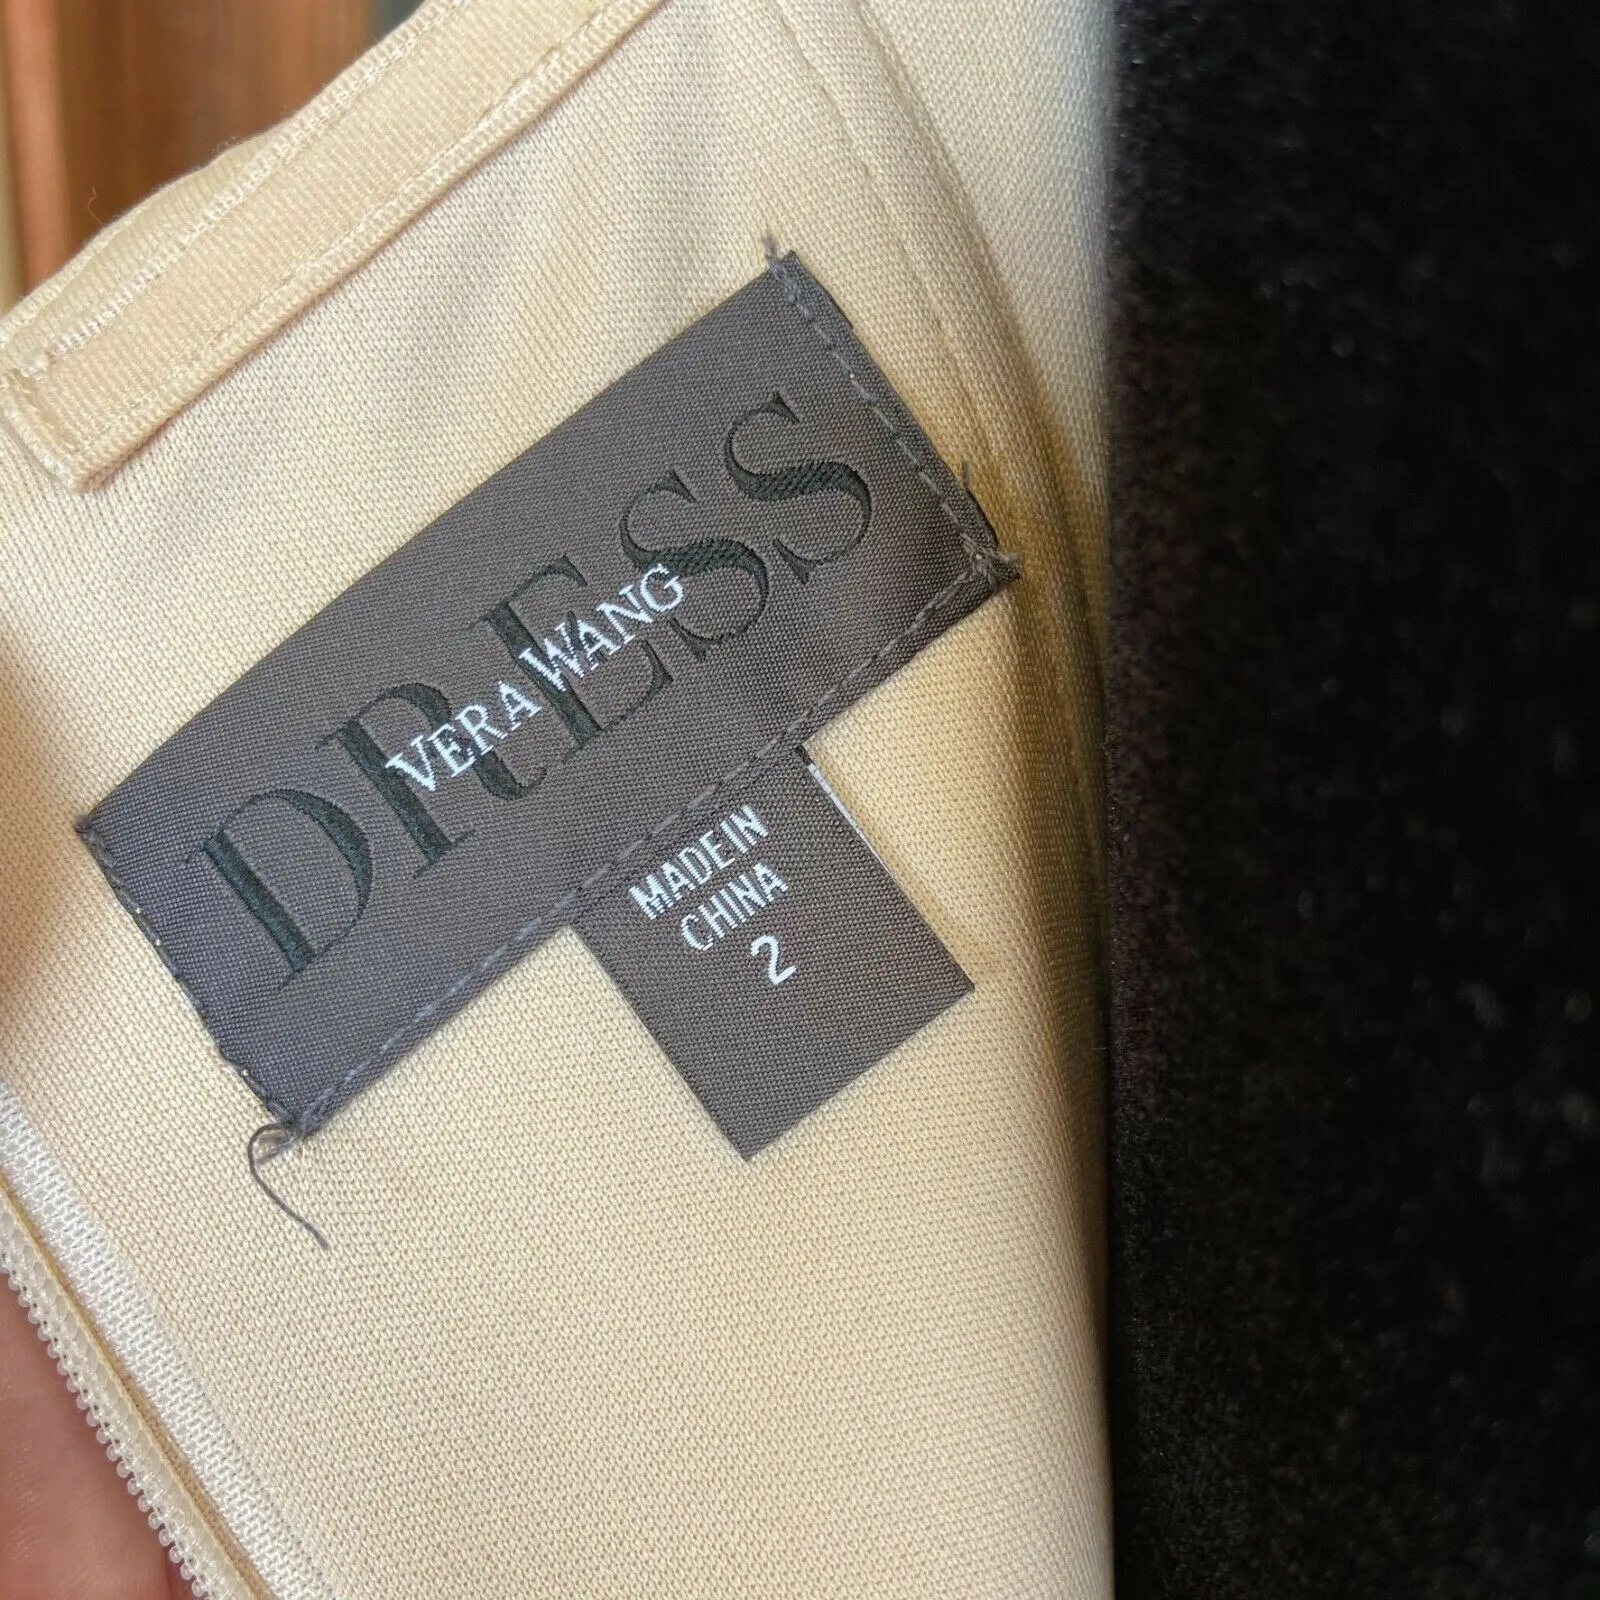 DRESS
VERA WANG
MADE IN
CHINA
2